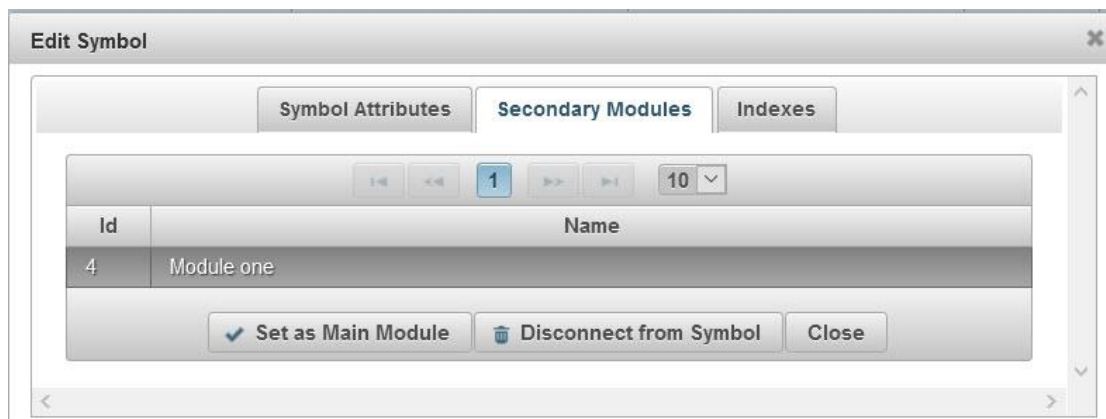 Edit Symbol
Symbol Attributes Secondary Modules Indexes
1 10
Id Name
4 Module one
Set as Main Module Disconnect from Symbol Close